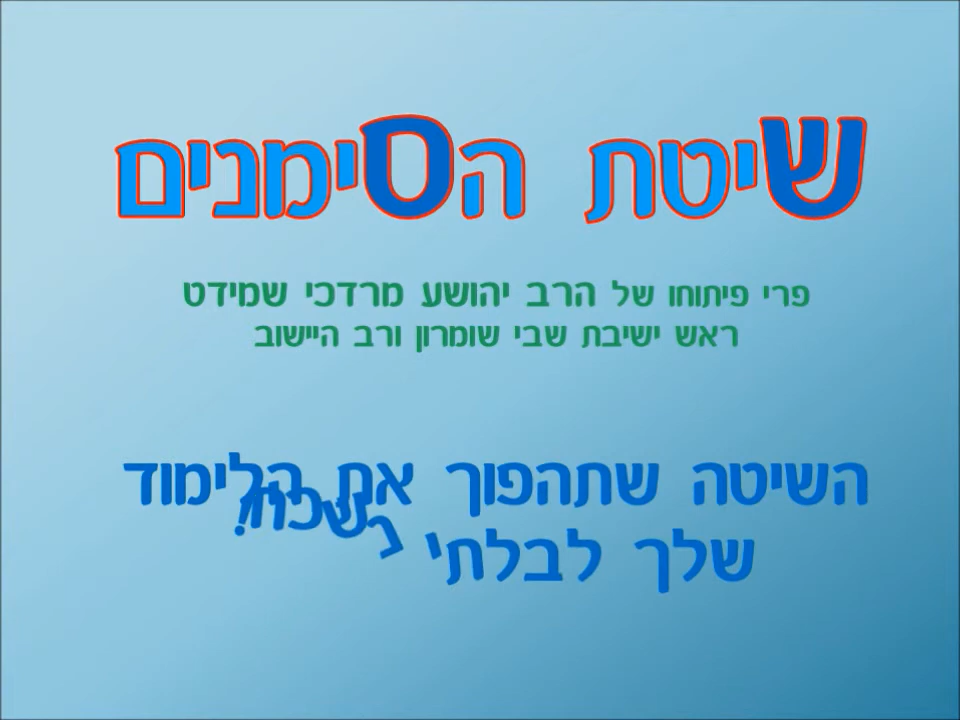 שיטת הסימנים
פרי פיתוחו של הרב יהושע מרדכי שמידט
ראש ישיבת שבי שומרון ורב היישוב
השיטה שתהפוך את הלימוד
שלך לבלתי נשכח!